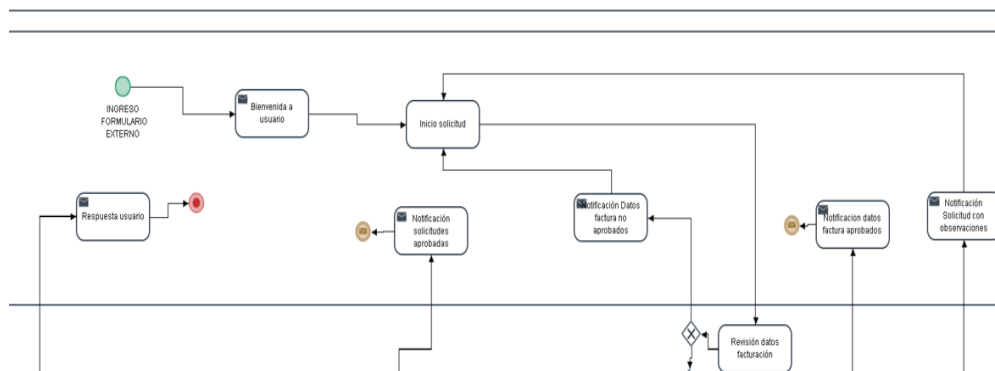 INGRESO
FORMULARIO
EXTERNO
Bienvenida a
usuario
Inicio solicitud
Respuesta usuario
Notificación
solicitudes
aprobadas
Notificación Datos
factura no
aprobados
Notificacion datos
factura aprobados
Notificación
Solicitud con
observaciones
Revisión datos
facturación